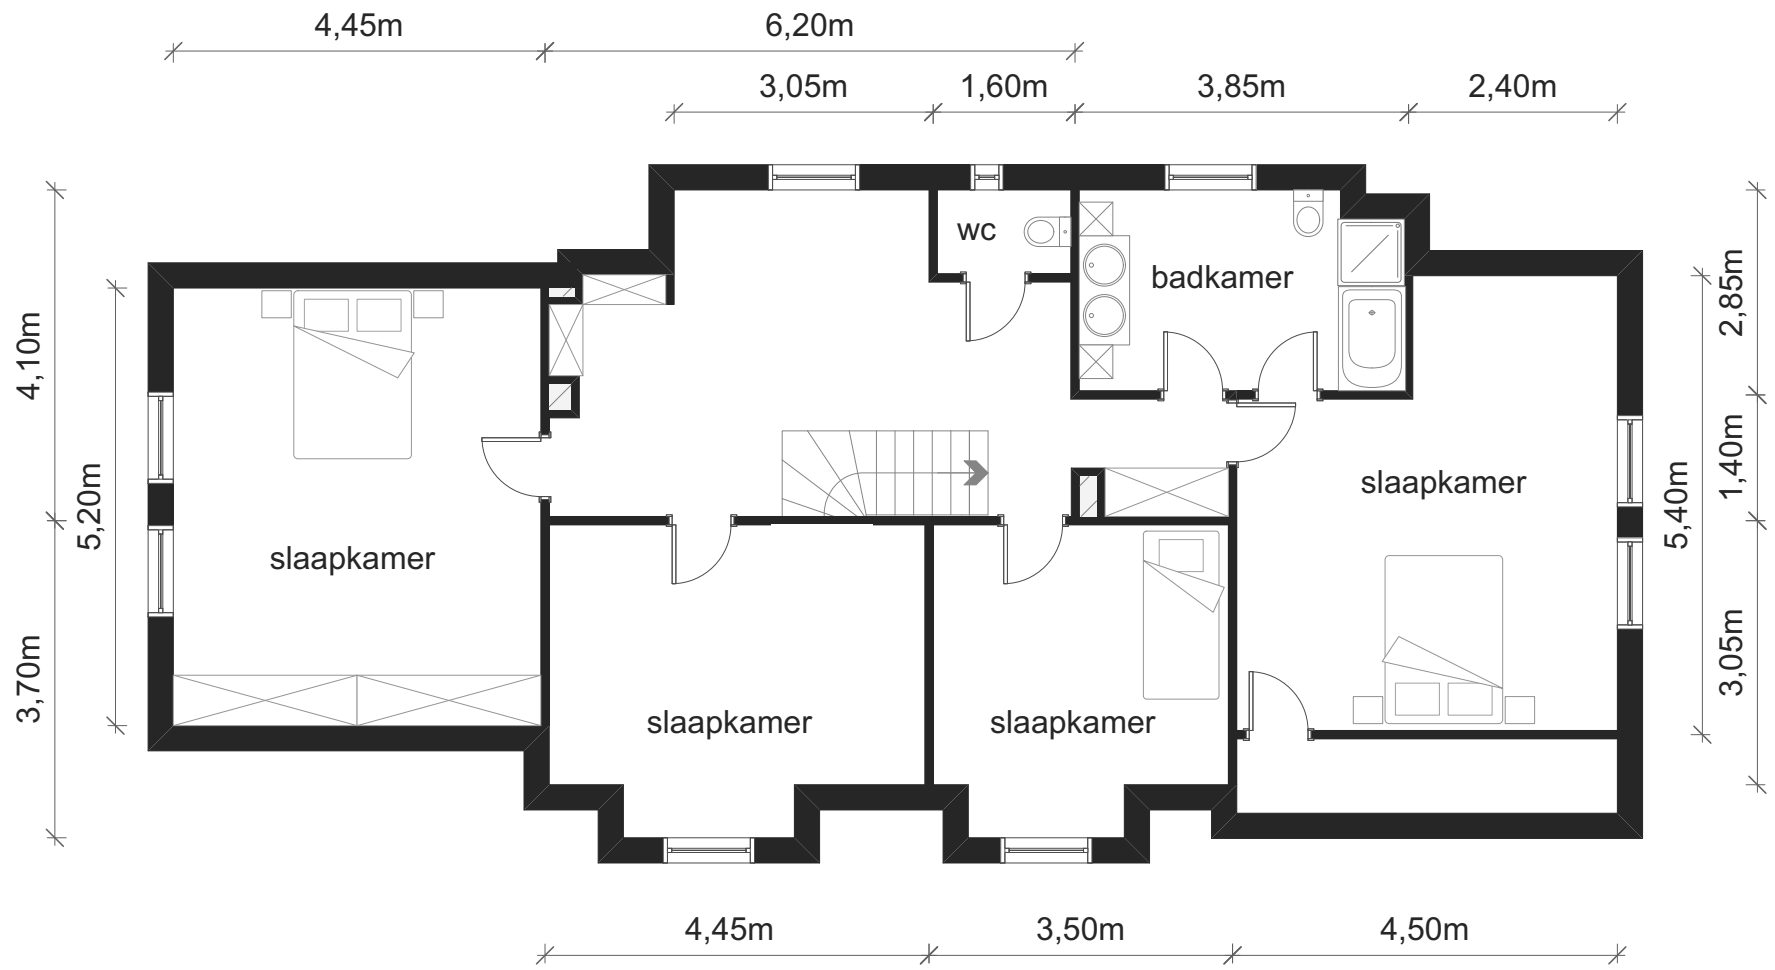 4,45m
6,20m
3,05m
1,60m
3,85m
2,40m
wc
badkamer
2,85m
4,10m
1,40m
slaapkamer
5,20m
5,40m
slaapkamer
3,70m
3,05m
slaapkamer
slaapkamer
4,45m
3,50m
4,50m